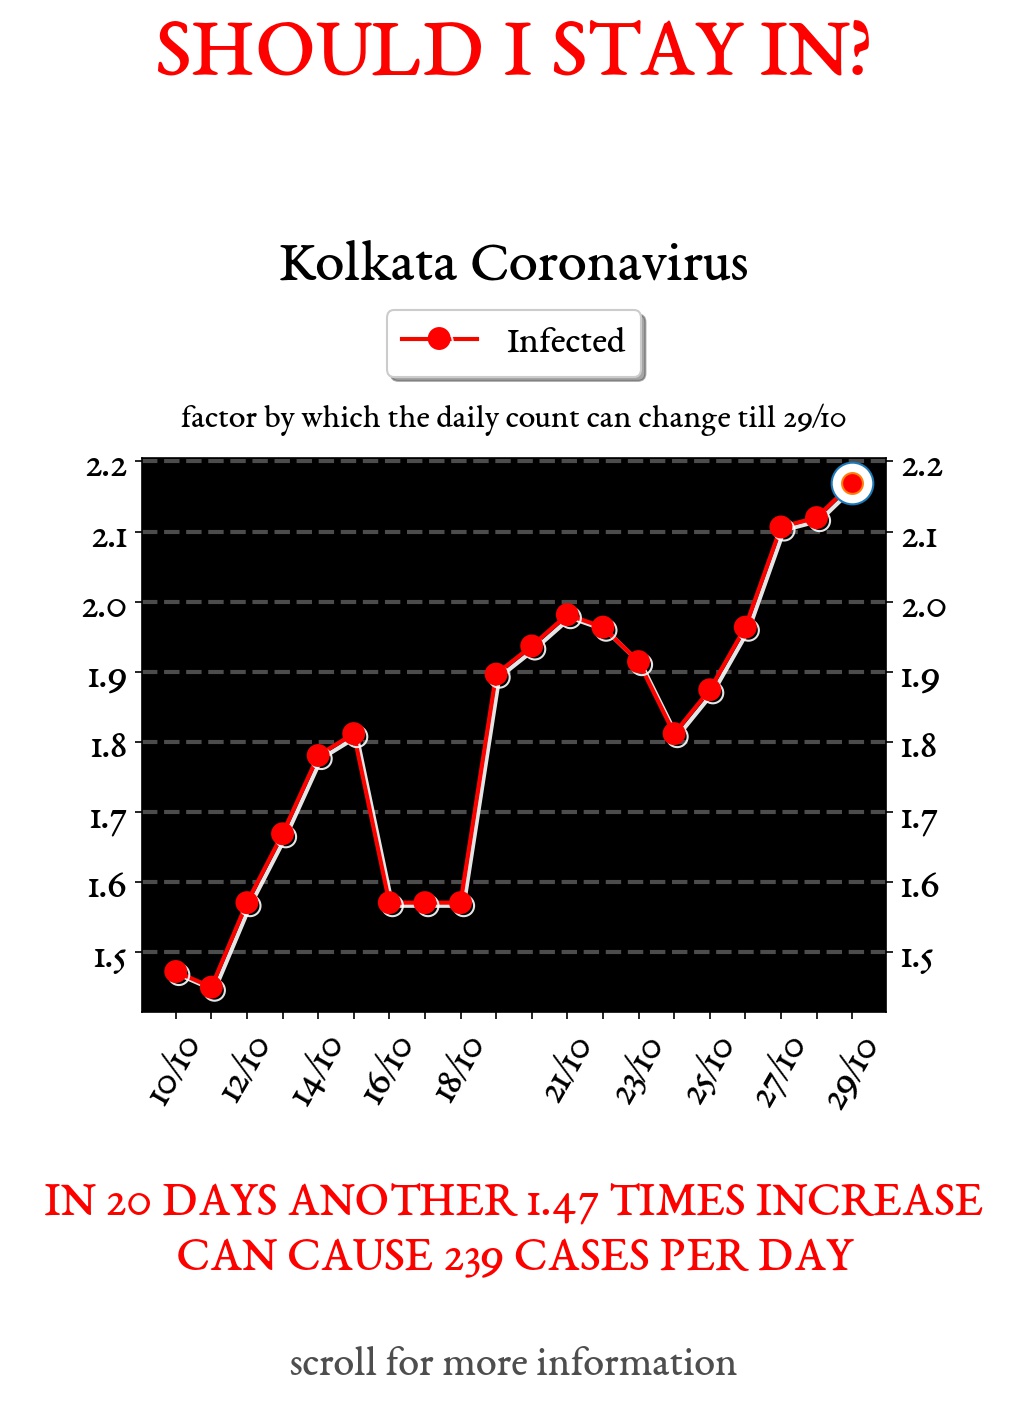 SHOULD I STAY IN?
Kolkata Coronavirus
Infected
factor by which the daily count can change till 29/10
2.2 2.2
2.1 2.1
2.0 2.0
1.9 1.9
1.8 1.8
1.7 1.7
1.6 1.6
1.5 1.5
10/10 12/10 14/10 16/10 18/10 21/10 23/10 25/10 27/10 29/10
IN 20 DAYS ANOTHER 1.47 TIMES INCREASE
CAN CAUSE 239 CASES PER DAY
scroll for more information